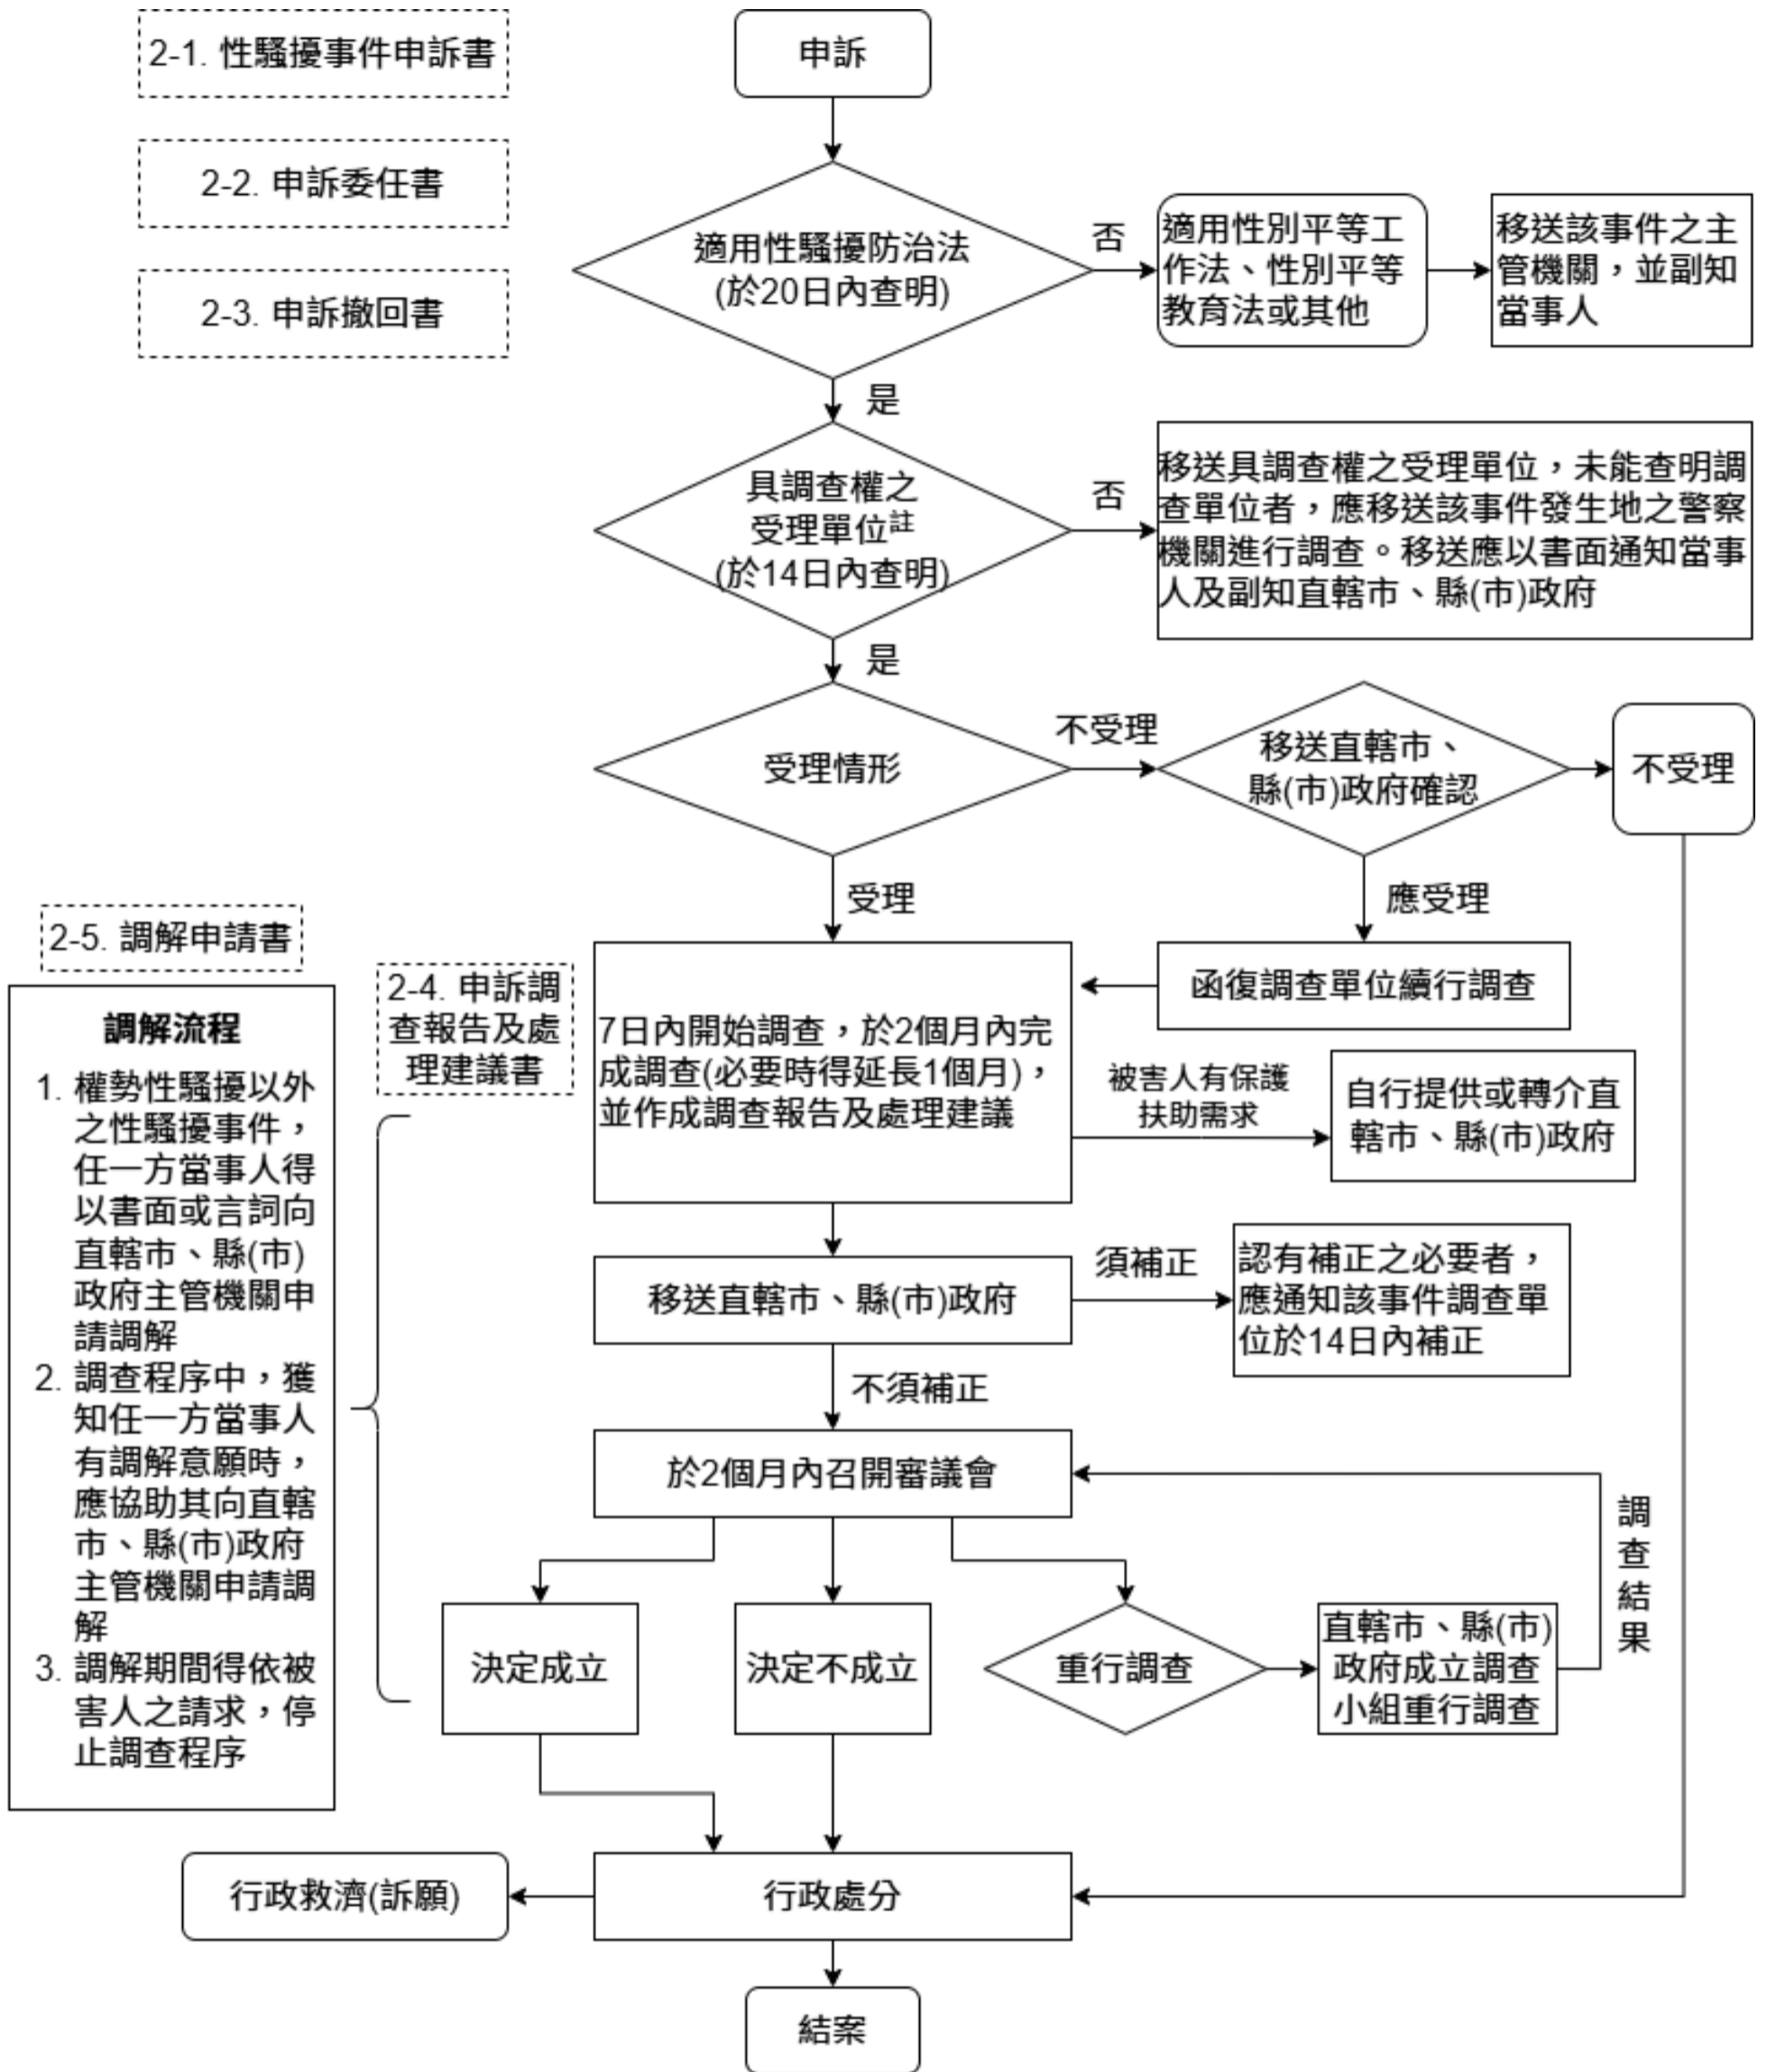 2-1. 性騷擾事件申訴書
申訴
2-2. 申訴委任書
2-3. 申訴撤回書
適用性騷擾防治法
(於20日內查明)
否
適用性別平等工
作法、性別平等
教育法或其他
移送該事件之主
管機關，並副知
當事人
是
具調查權之
受理單位註
(於14日內查明)
否
移送具調查權之受理單位，未能查明調
查單位者，應移送該事件發生地之警察
機關進行調查。移送應以書面通知當事
人及副知直轄市、縣(市)政府
是
受理情形
不受理
移送直轄市、
縣(市)政府確認
不受理
受理
應受理
函復調查單位續行調查
2-5. 調解申請書
2-4. 申訴調
查報告及處
理建議書
調解流程
1. 權勢性騷擾以外
之性騷擾事件，
任一方當事人得
以書面或言詞向
直轄市、縣(市)
政府主管機關申
請調解
2. 調查程序中，獲
知任一方當事人
有調解意願時，
應協助其向直轄
市、縣(市)政府
主管機關申請調
解
3. 調解期間得依被
害人之請求，停
止調查程序
7日內開始調查，於2個月內完
成調查(必要時得延長1個月)，
並作成調查報告及處理建議
被害人有保護
扶助需求
自行提供或轉介直
轄市、縣(市)政府
移送直轄市、縣(市)政府
須補正
認有補正之必要者，
應通知該事件調查單
位於14日內補正
不須補正
於2個月內召開審議會
調
查
結
果
決定成立
決定不成立
重行調查
直轄市、縣(市)
政府成立調查
小組重行調查
行政救濟(訴願)
行政處分
結案